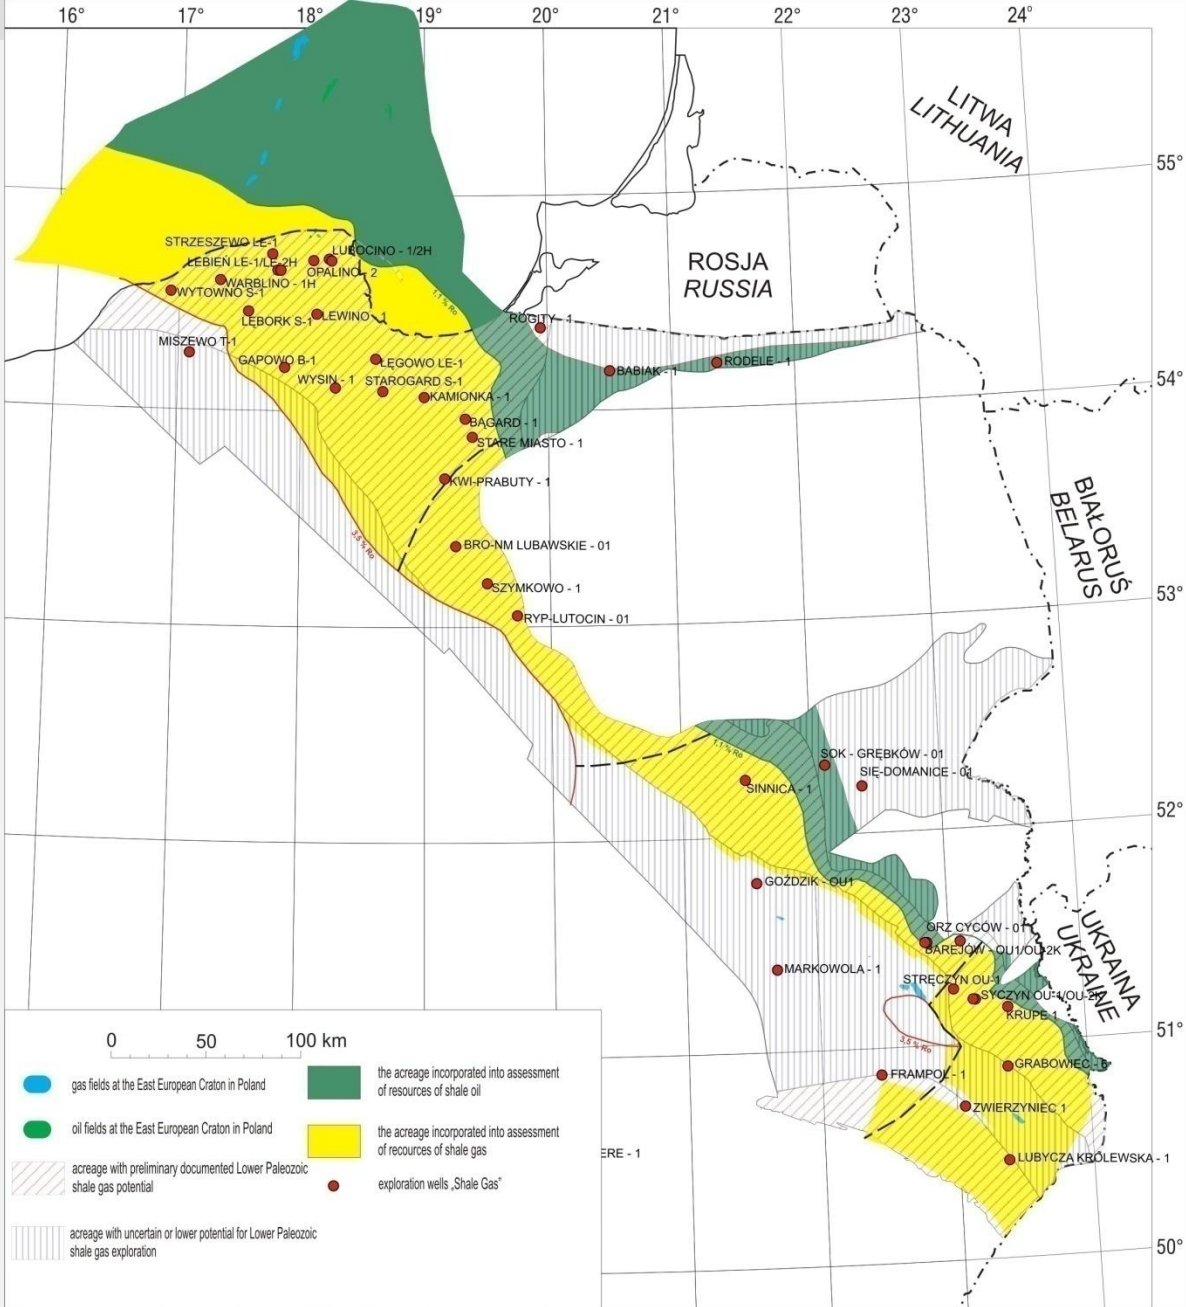 16° 17° 18° 19° 20° 21° 22° 23° 24°
LITWA
LITHUANIA
55°
STRZESZEWO LE-1
LUBOCINO - 1/2H
LEBIEŃ LE-1/LE-2H
OPALINO - 2
WARBLINO - 1H
WYTOWNO S-1
ROSJA
RUSSIA
1,1% Ro
LĘBORK S-1
LEWINO - 1
ROGITY - 1
MISZEWO T-1
GAPOWO B-1
ŁĘGOWO LE-1
BABIAK - 1
RODELE - 1
54°
WYSIN - 1
STAROGARD S-1
KAMIONKA - 1
BĄGARD - 1
STARE MIASTO - 1
KWI-PRABUTY - 1
BIAŁORUŚ
BELARUS
3,5% Ro
BRO-NM LUBAWSKIE - 01
SZYMKOWO - 1
53°
RYP-LUTOCIN - 01
1,1% Ro
SOK - GRĘBKÓW - 01
SIĘ-DOMANICE - 01
SINNICA - 1
52°
GOŹDZIK - OU1
ORZ CYCÓW - 01
BAREJÓW - OU1/OU-2K
UKRAINA
UKRAINE
MARKOWOLA - 1
STRĘCZYN OU-1
SYCZYN OU-1/OU-2K
KRUPE 1
51°
3,5% Ro
GRABOWIEC - 6
FRAMPOL - 1
ZWIERZYNIEC 1
LUBYCZA KRÓLEWSKA - 1
ERE - 1
50°
0 50 100 km
gas fields at the East European Craton in Poland
the acreage incorporated into assessment
of resources of shale oil
oil fields at the East European Craton in Poland
the acreage incorporated into assessment
of recources of shale gas
acreage with preliminary documented Lower Paleozoic
shale gas potential
exploration wells „Shale Gas”
acreage with uncertain or lower potential for Lower Paleozoic
shale gas exploration